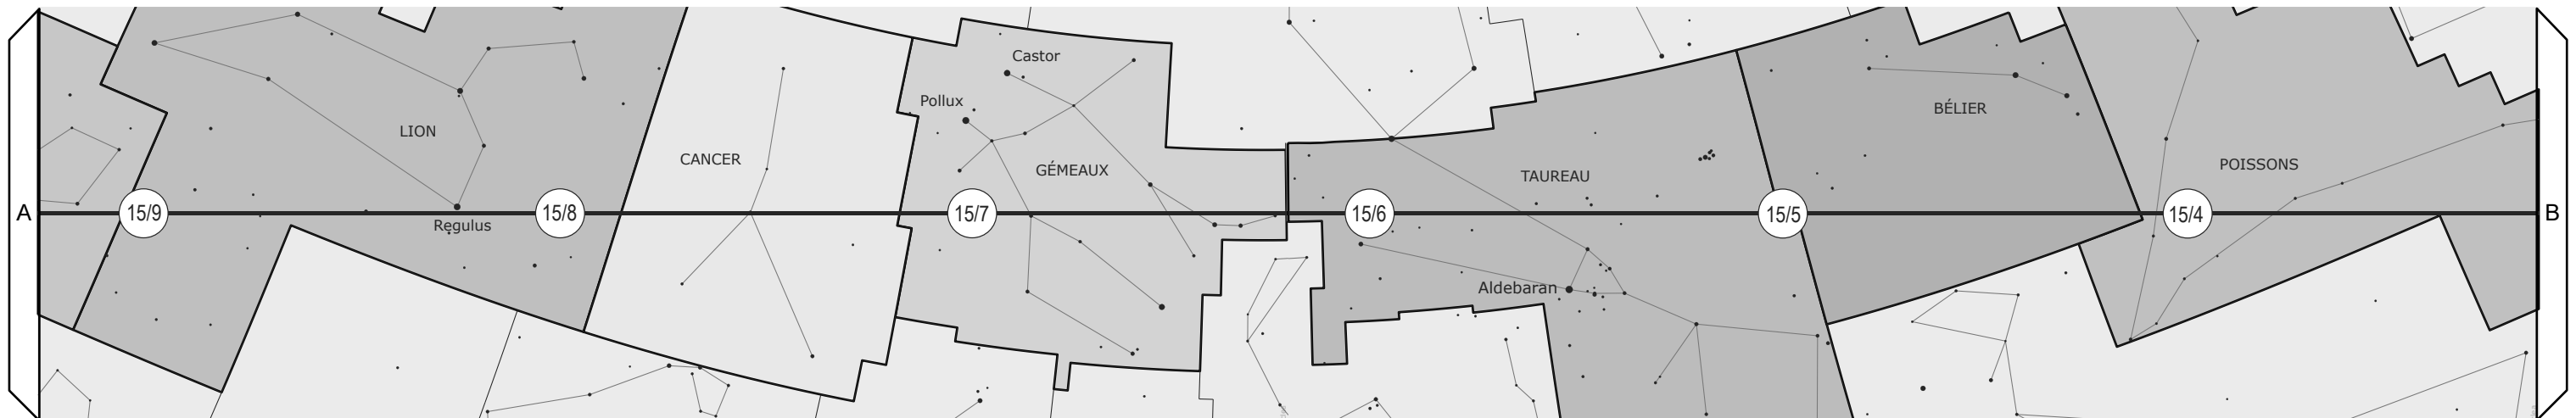 Castor
Pollux
LION
BÉLIER
CANCER
GÉMEAUX
TAUREAU
POISSONS
A
15/9
15/8
15/7
15/6
15/5
15/4
B
Regulus
Aldebaran